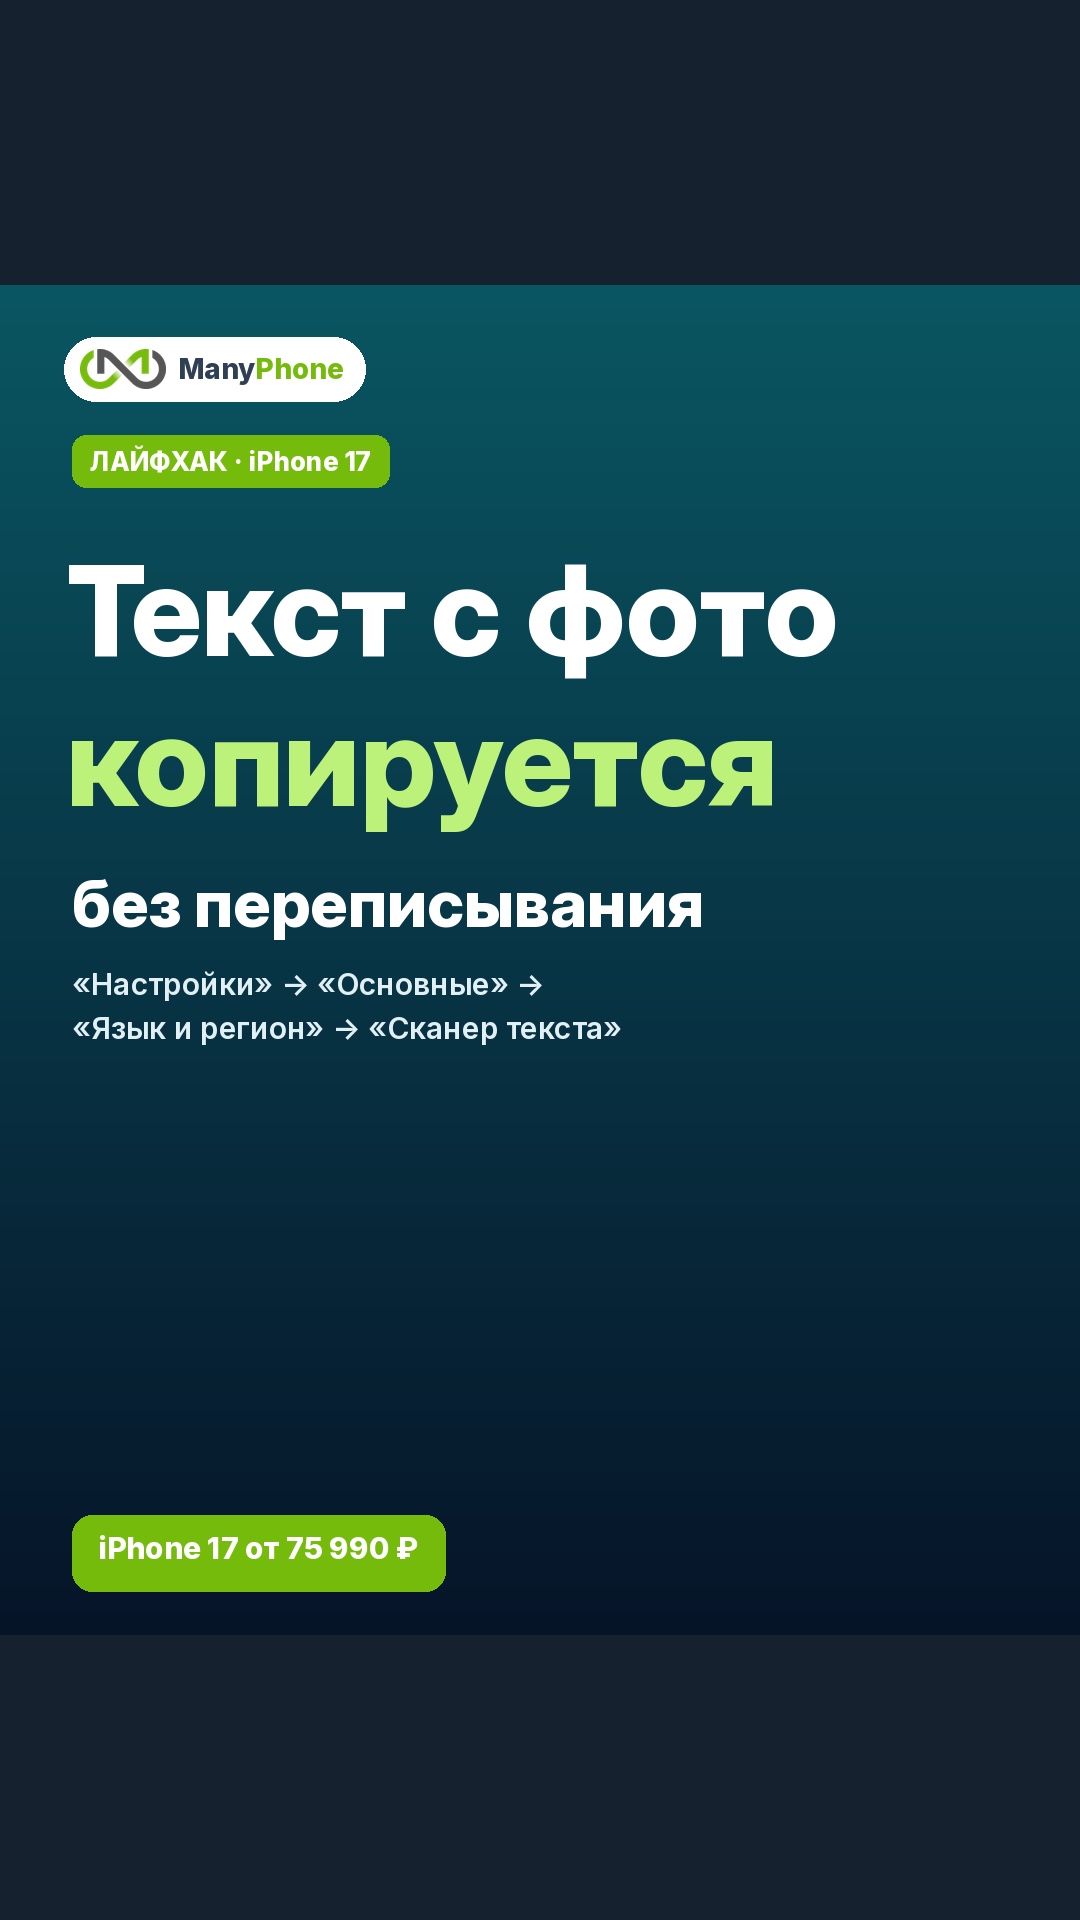 ManyPhone
ЛАЙФХАК · iPhone 17
Текст с фото
копируется
без переписывания
«Настройки» → «Основные» →
«Язык и регион» → «Сканер текста»
iPhone 17 от 75 990 ₽